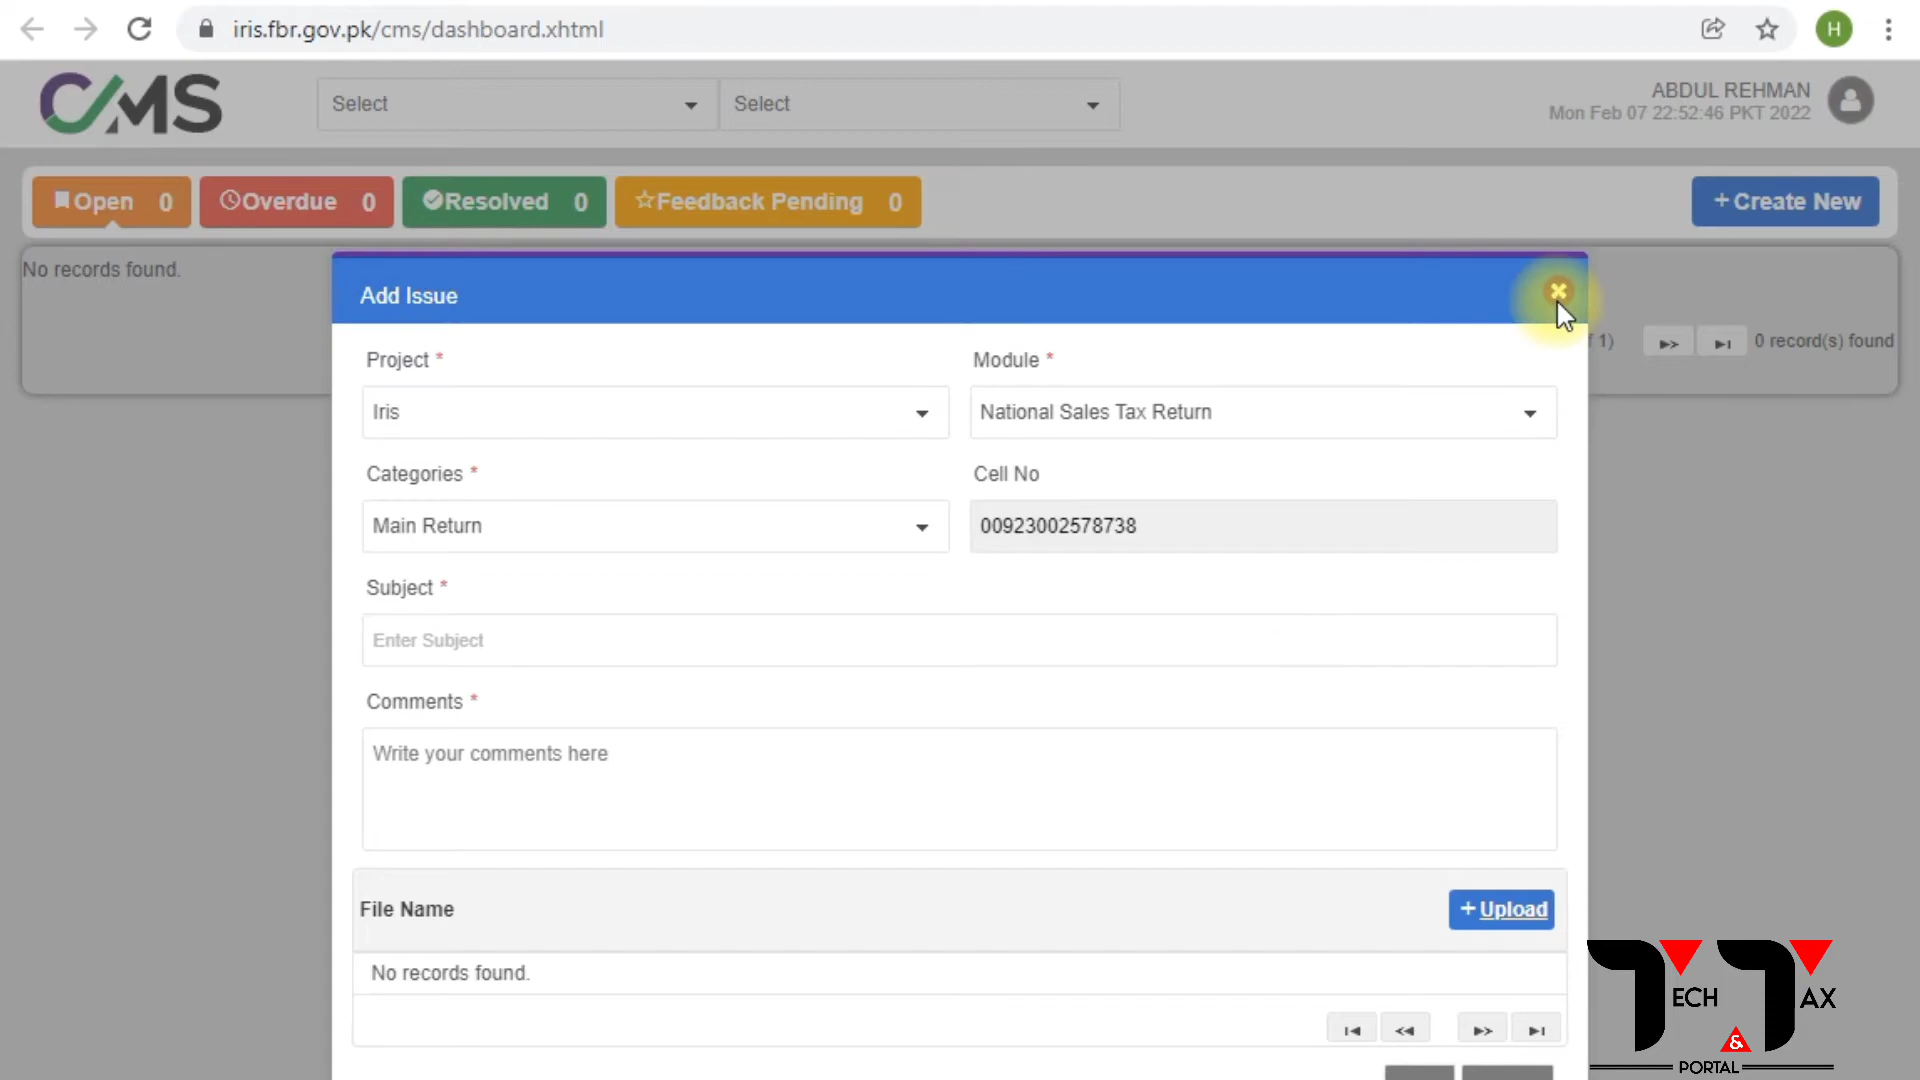 iris.fbr.gov.pk/cms/dashboard.xhtml
H
CMS
Select
Select
ABDUL REHMAN
Mon Feb 07 22:52:46 PKT 2022
Open 0
Overdue 0
Resolved 0
Feedback Pending 0
+ Create New
No records found.
Add Issue
f 1)
0 record(s) found
Project *
Module *
Iris
National Sales Tax Return
Categories *
Cell No
Main Return
00923002578738
Subject *
Enter Subject
Comments *
Write your comments here
File Name
+ Upload
No records found.
TECH
TAX
&
PORTAL